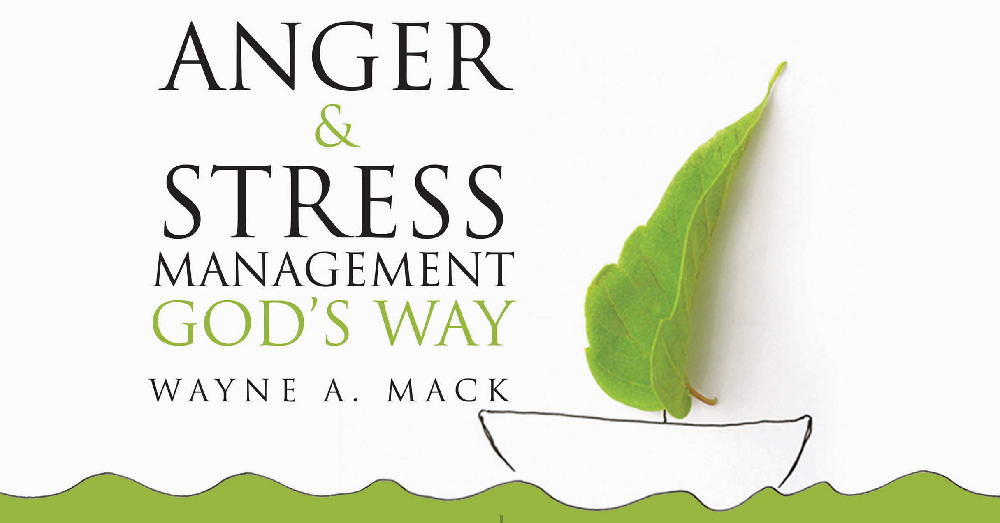 ANGER
&
STRESS
MANAGEMENT
GOD'S WAY
WAYNE A. MACK